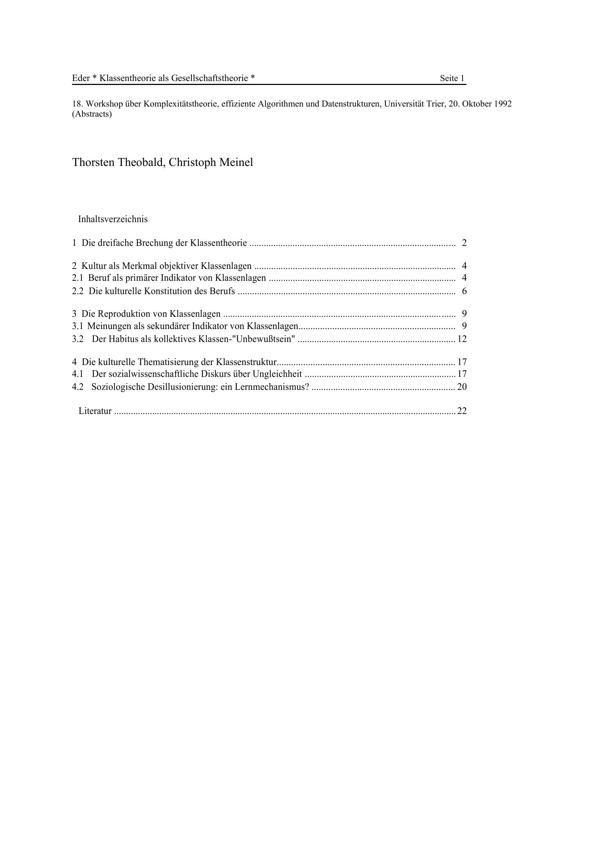 Eder * Klassentheorie als Gesellschaftstheorie * Seite 1
18. Workshop über Komplexitätstheorie, effiziente Algorithmen und Datenstrukturen, Universität Trier, 20. Oktober 1992
(Abstracts)
Thorsten Theobald, Christoph Meinel
Inhaltsverzeichnis
1 Die dreifache Brechung der Klassentheorie ........ 2
2 Kultur als Merkmal objektiver Klassenlagen ........ 4
2.1 Beruf als primärer Indikator von Klassenlagen ........ 4
2.2 Die kulturelle Konstitution des Berufs ........ 6
3 Die Reproduktion von Klassenlagen ........ 9
3.1 Meinungen als sekundärer Indikator von Klassenlagen........ 9
3.2 Der Habitus als kollektives Klassen-"Unbewußtsein" ........ 12
4 Die kulturelle Thematisierung der Klassenstruktur........ 17
4.1 Der sozialwissenschaftliche Diskurs über Ungleichheit ........ 17
4.2 Soziologische Desillusionierung: ein Lernmechanismus? ........ 20
Literatur ........ 22